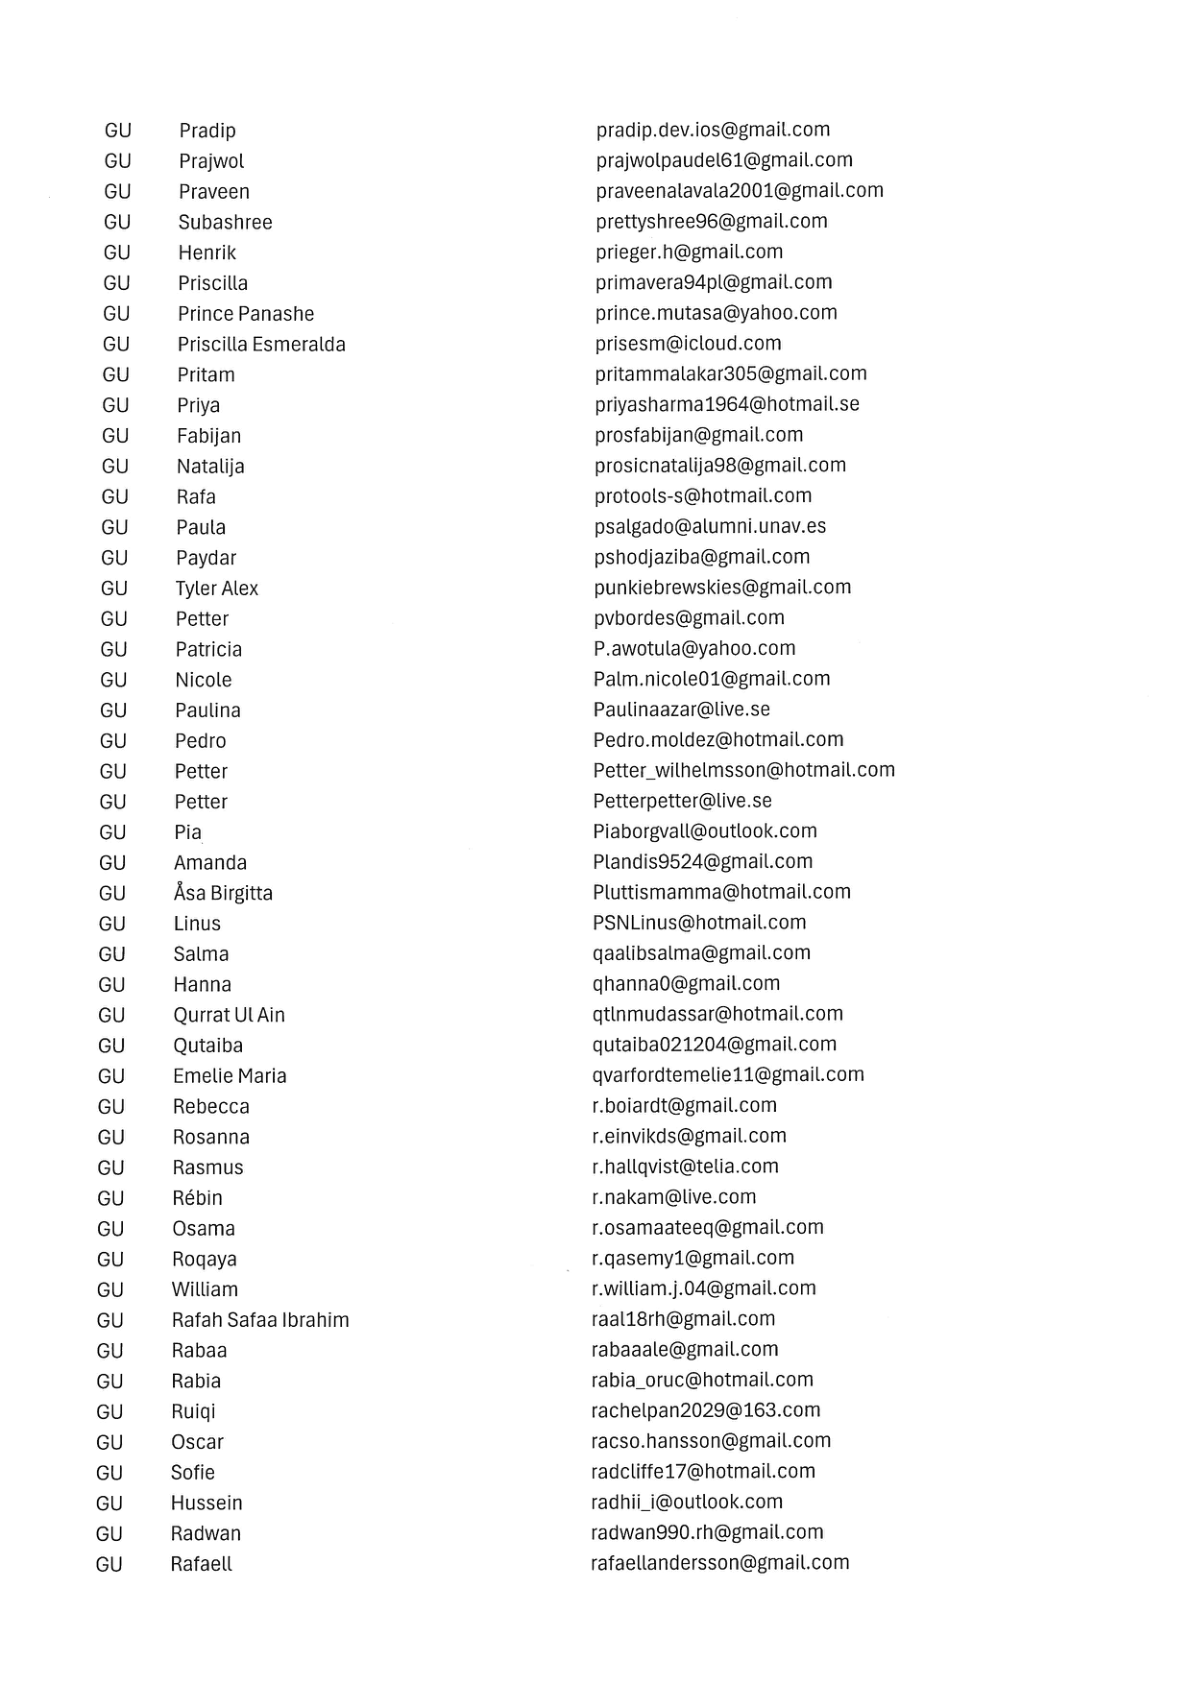 GU Pradip pradip.dev.ios@gmail.com
GU Prajwol prajwolpaudel61@gmail.com
GU Praveen praveenalavala2001@gmail.com
GU Subashree prettyshree96@gmail.com
GU Henrik prieger.h@gmail.com
GU Priscilla primavera94pl@gmail.com
GU Prince Panashe prince.mutasa@yahoo.com
GU Priscilla Esmeralda prisesm@icloud.com
GU Pritam pritammalakar305@gmail.com
GU Priya priyasharma1964@hotmail.se
GU Fabijan prosfabijan@gmail.com
GU Natalija prosicnatalija98@gmail.com
GU Rafa protools-s@hotmail.com
GU Paula psalgado@alumni.unav.es
GU Paydar pshodjaziba@gmail.com
GU Tyler Alex punkiebrewskies@gmail.com
GU Petter pvbordes@gmail.com
GU Patricia P.awotula@yahoo.com
GU Nicole Palm.nicole01@gmail.com
GU Paulina Paulinaazar@live.se
GU Pedro Pedro.moldez@hotmail.com
GU Petter Petter_wilhelmsson@hotmail.com
GU Petter Petterpetter@live.se
GU Pia Piaborgvall@outlook.com
GU Amanda Plandis9524@gmail.com
GU Åsa Birgitta Pluttismamma@hotmail.com
GU Linus PSNLinus@hotmail.com
GU Salma qaalibsalma@gmail.com
GU Hanna qhanna0@gmail.com
GU Qurrat Ul Ain qtlnmudassar@hotmail.com
GU Qutaiba qutaiba021204@gmail.com
GU Emelie Maria qvarfordtemelie11@gmail.com
GU Rebecca r.boiardt@gmail.com
GU Rosanna r.einvikds@gmail.com
GU Rasmus r.hallqvist@telia.com
GU Rébin r.nakam@live.com
GU Osama r.osamaateeq@gmail.com
GU Roqaya r.qasemy1@gmail.com
GU William r.william.j.04@gmail.com
GU Rafah Safaa Ibrahim raal18rh@gmail.com
GU Rabaa rabaaale@gmail.com
GU Rabia rabia_oruc@hotmail.com
GU Ruiqi rachelpan2029@163.com
GU Oscar racso.hansson@gmail.com
GU Sofie radcliffe17@hotmail.com
GU Hussein radhii_i@outlook.com
GU Radwan radwan990.rh@gmail.com
GU Rafaell rafaellandersson@gmail.com